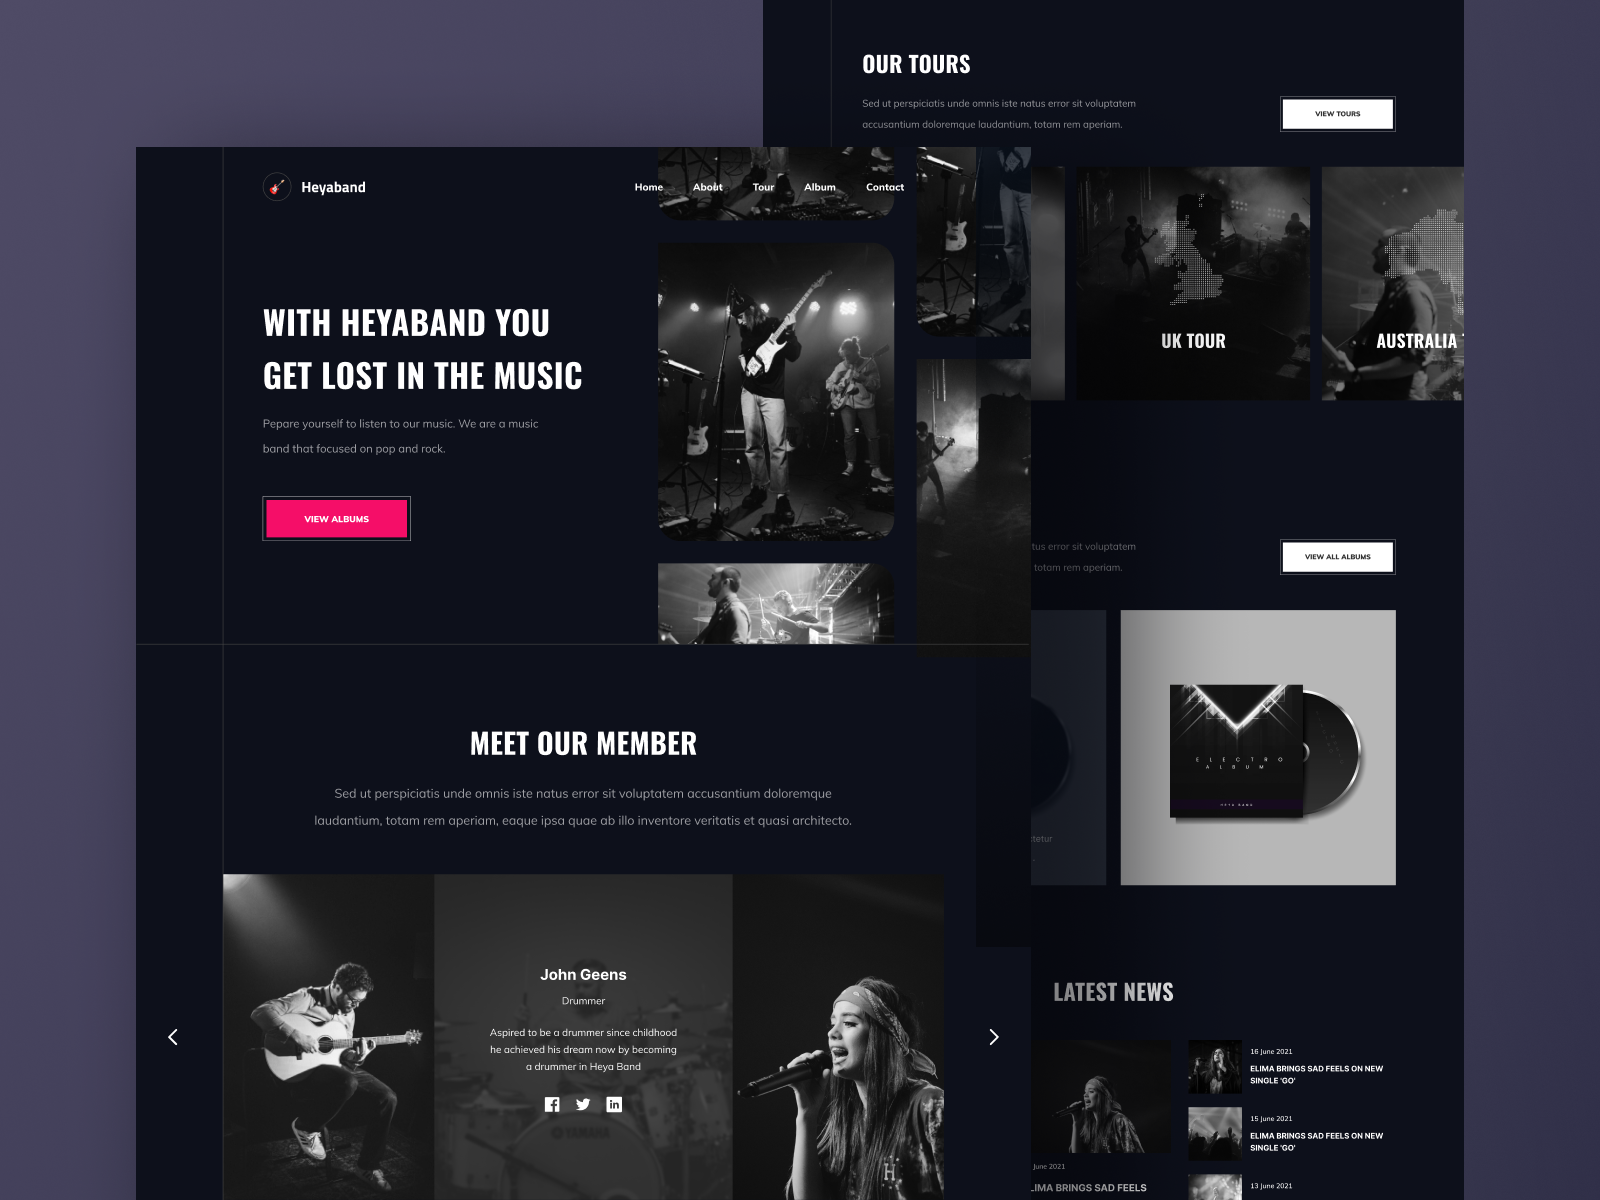 OUR TOURS
Sed ut perspiciatis unde omnis iste natus error sit voluptatem
accusantium doloremque laudantium, totam rem aperiam.
VIEW TOURS
Heyaband
Home
About
Tour
Album
Contact
UK TOUR
AUSTRALIA
WITH HEYABAND YOU
GET LOST IN THE MUSIC
Pepare yourself to listen to our music. We are a music
band that focused on pop and rock.
VIEW ALBUMS
tus error sit voluptatem
totam rem aperiam.
VIEW ALL ALBUMS
ELECTRO
ALBUM
HEYA BAND
MEET OUR MEMBER
Sed ut perspiciatis unde omnis iste natus error sit voluptatem accusantium doloremque
laudantium, totam rem aperiam, eaque ipsa quae ab illo inventore veritatis et quasi architecto.
ctetur
John Geens
Drummer
Aspired to be a drummer since childhood
he achieved his dream now by becoming
a drummer in Heya Band
YAMAHA
H
LATEST NEWS
16 June 2021
ELIMA BRINGS SAD FEELS ON NEW
SINGLE 'GO'
15 June 2021
ELIMA BRINGS SAD FEELS ON NEW
SINGLE 'GO'
13 June 2021
June 2021
LIMA BRINGS SAD FEELS